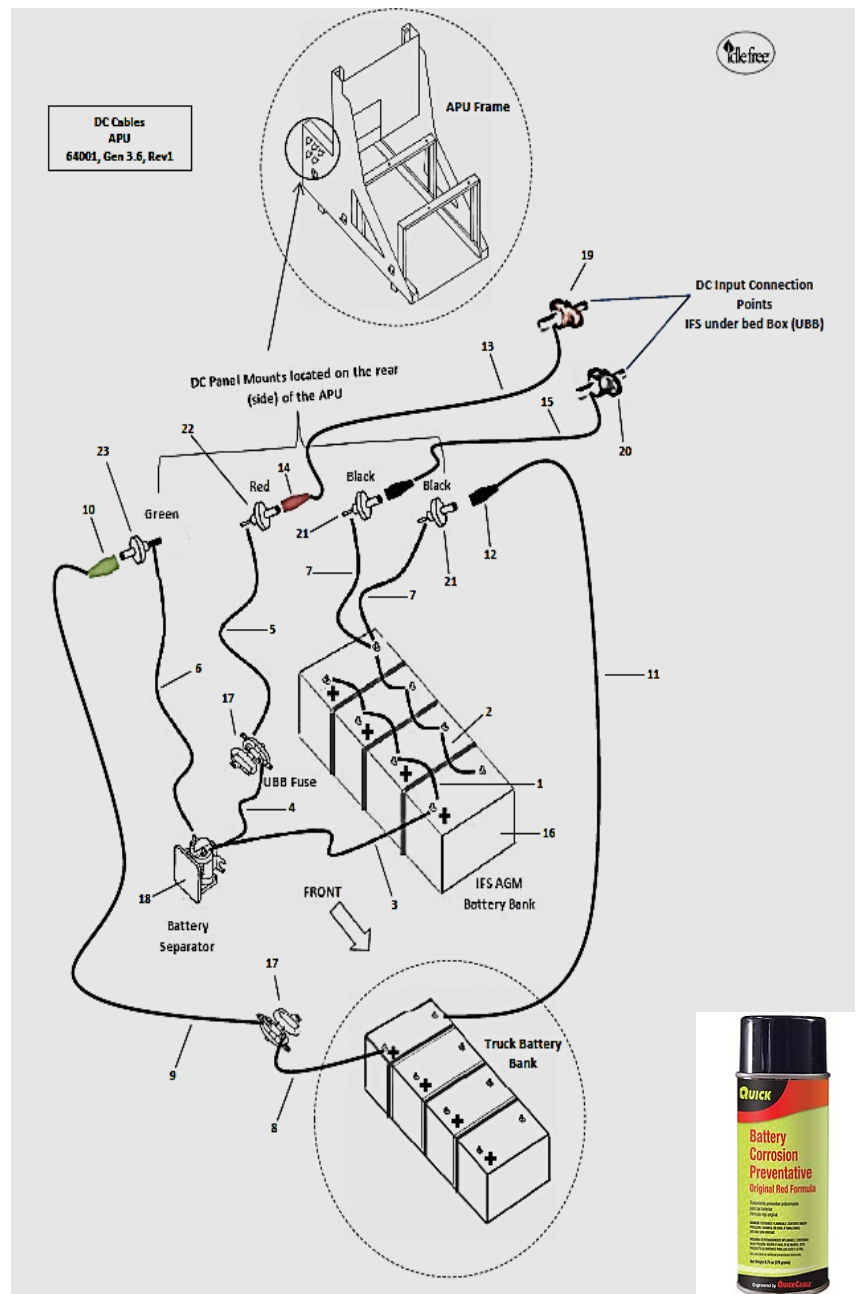 idlefree
DC Cables
APU
64001, Gen 3.6, Rev1
APU Frame
19
DC Input Connection
Points
IFS under bed Box (UBB)
13
DC Panel Mounts located on the rear
(side) of the APU
15
20
22
23
14
Red
Black
Black
10
Green
21
12
21
7
7
5
6
11
17
2
UBB Fuse
1
4
16
18
3
IFS AGM
Battery Bank
FRONT
Battery
Separator
17
Truck Battery
Bank
9
8
QUICK
Battery
Corrosion
Preventative
Original Red Formula
Engineered by QUICKCABLE